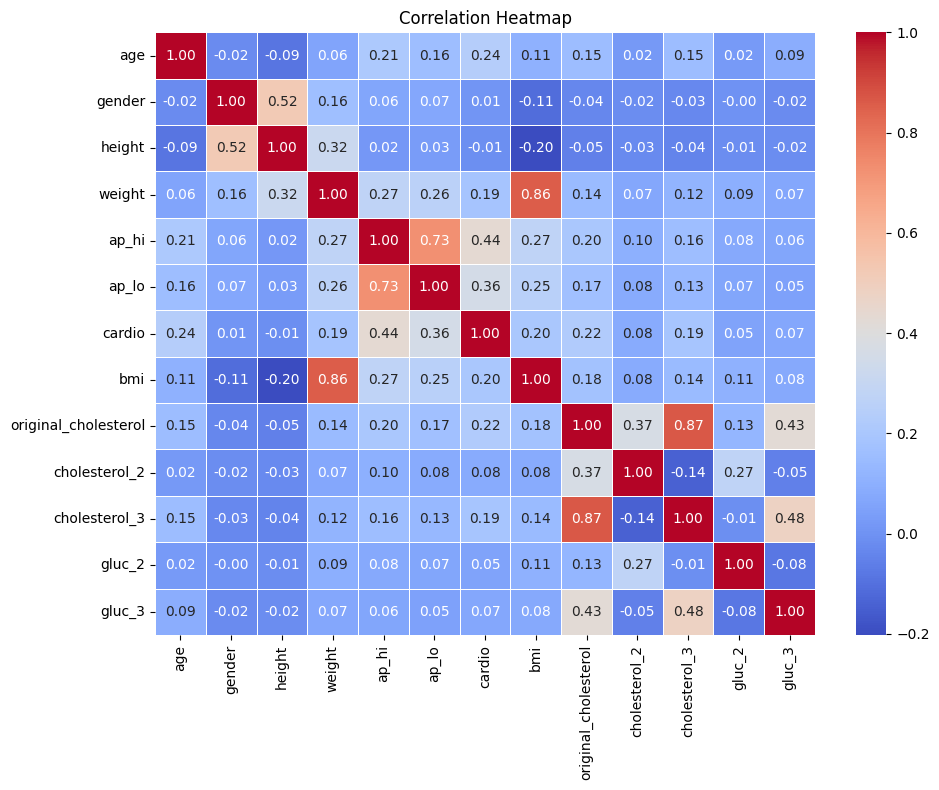 Correlation Heatmap
age 1.00 -0.02 -0.09 0.06 0.21 0.16 0.24 0.11 0.15 0.02 0.15 0.02 0.09
gender -0.02 1.00 0.52 0.16 0.06 0.07 0.01 -0.11 -0.04 -0.02 -0.03 -0.00 -0.02
height -0.09 0.52 1.00 0.32 0.02 0.03 -0.01 -0.20 -0.05 -0.03 -0.04 -0.01 -0.02
weight 0.06 0.16 0.32 1.00 0.27 0.26 0.19 0.86 0.14 0.07 0.12 0.09 0.07
ap_hi 0.21 0.06 0.02 0.27 1.00 0.73 0.44 0.27 0.20 0.10 0.16 0.08 0.06
ap_lo 0.16 0.07 0.03 0.26 0.73 1.00 0.36 0.25 0.17 0.08 0.13 0.07 0.05
cardio 0.24 0.01 -0.01 0.19 0.44 0.36 1.00 0.20 0.22 0.08 0.19 0.05 0.07
bmi 0.11 -0.11 -0.20 0.86 0.27 0.25 0.20 1.00 0.18 0.08 0.14 0.11 0.08
original_cholesterol 0.15 -0.04 -0.05 0.14 0.20 0.17 0.22 0.18 1.00 0.37 0.87 0.13 0.43
cholesterol_2 0.02 -0.02 -0.03 0.07 0.10 0.08 0.08 0.08 0.37 1.00 -0.14 0.27 -0.05
cholesterol_3 0.15 -0.03 -0.04 0.12 0.16 0.13 0.19 0.14 0.87 -0.14 1.00 -0.01 0.48
gluc_2 0.02 -0.00 -0.01 0.09 0.08 0.07 0.05 0.11 0.13 0.27 -0.01 1.00 -0.08
gluc_3 0.09 -0.02 -0.02 0.07 0.06 0.05 0.07 0.08 0.43 -0.05 0.48 -0.08 1.00
age gender height weight ap_hi ap_lo cardio bmi original_cholesterol cholesterol_2 cholesterol_3 gluc_2 gluc_3
1.0
0.8
0.6
0.4
0.2
0.0
−0.2